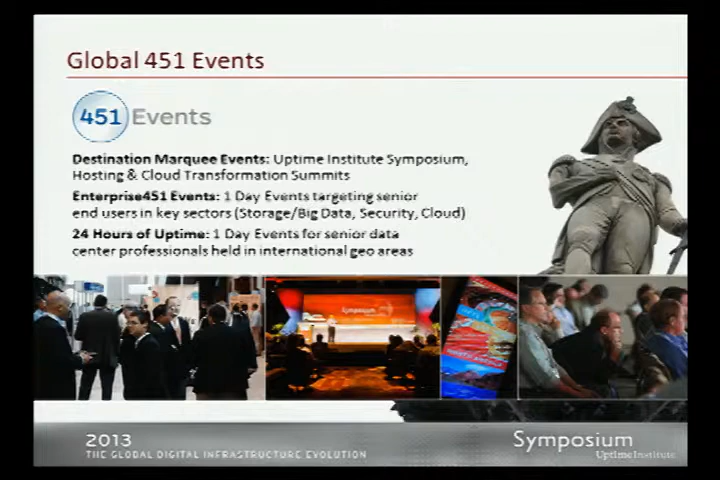 Global 451 Events
451 Events
Destination Marquee Events: Uptime Institute Symposium,
Hosting & Cloud Transformation Summits
Enterprise451 Events: 1 Day Events targeting senior
end users in key sectors (Storage/Big Data, Security, Cloud)
24 Hours of Uptime: 1 Day Events for senior data
center professionals held in international geo areas
Symposium
2013
THE GLOBAL DIGITAL INFRASTRUCTURE EVOLUTION
Symposium
UptimeInstitute